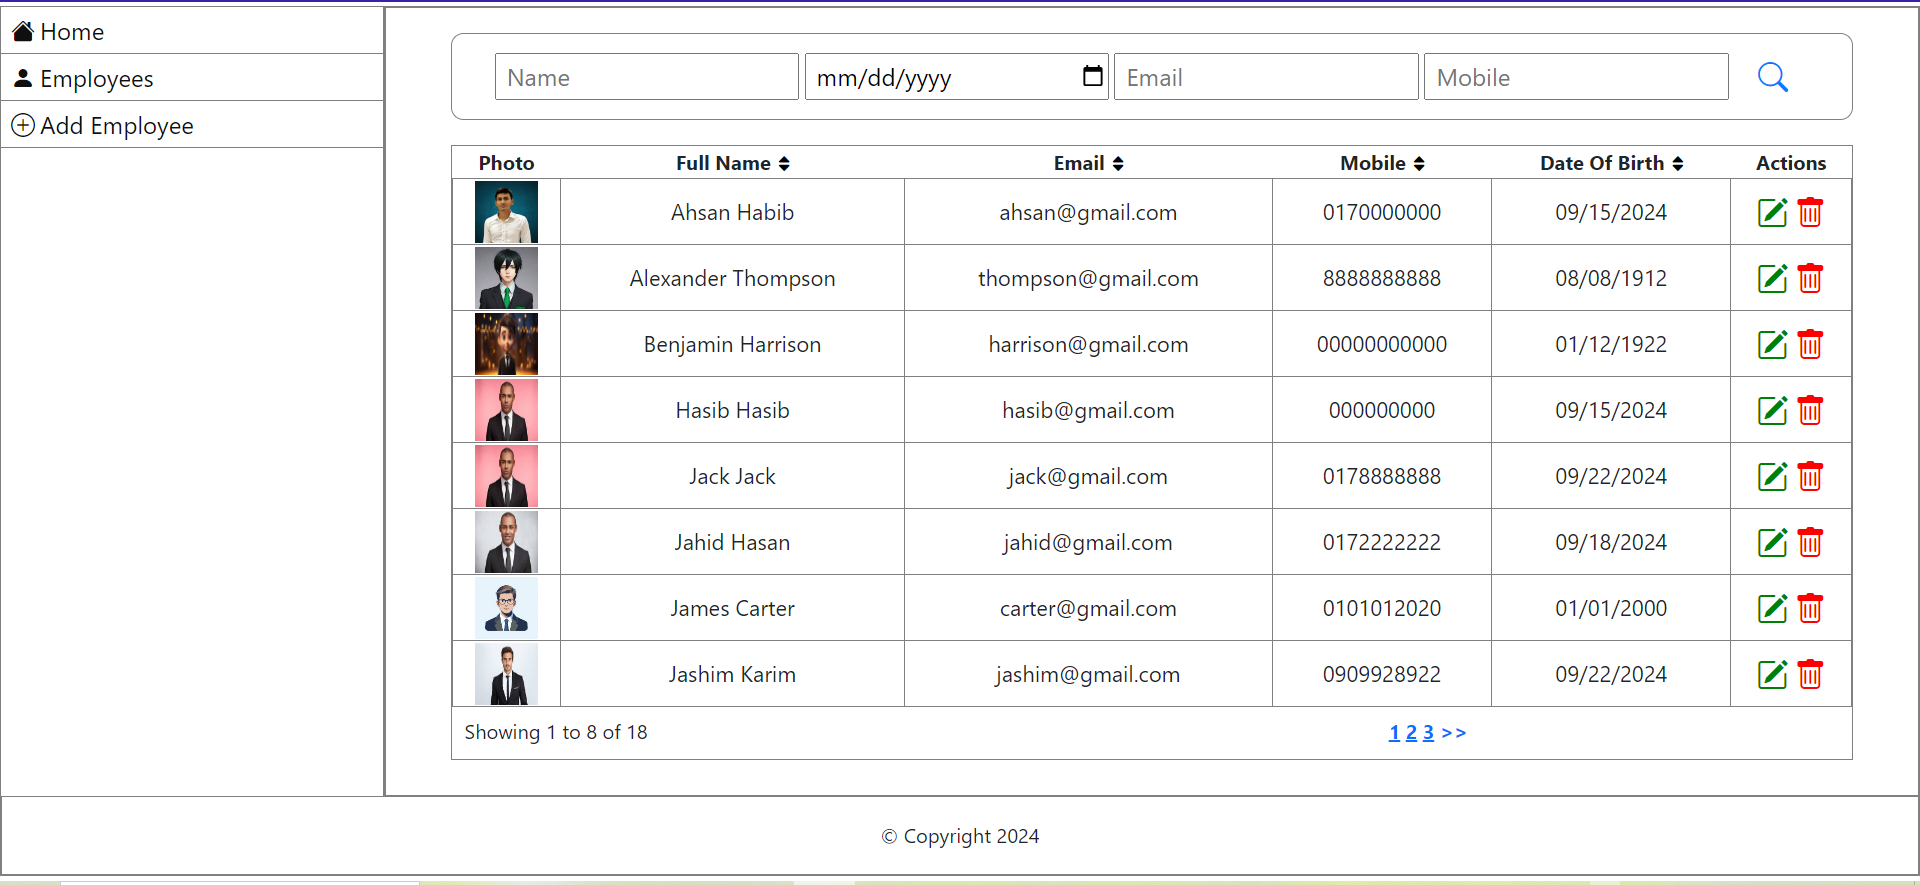 Home
Employees
Add Employee
Name mm/dd/yyyy Email Mobile
Photo Full Name Email Mobile Date Of Birth Actions
Ahsan Habib ahsan@gmail.com 0170000000 09/15/2024
Alexander Thompson thompson@gmail.com 8888888888 08/08/1912
Benjamin Harrison harrison@gmail.com 00000000000 01/12/1922
Hasib Hasib hasib@gmail.com 000000000 09/15/2024
Jack Jack jack@gmail.com 0178888888 09/22/2024
Jahid Hasan jahid@gmail.com 0172222222 09/18/2024
James Carter carter@gmail.com 0101012020 01/01/2000
Jashim Karim jashim@gmail.com 0909928922 09/22/2024
Showing 1 to 8 of 18 1 2 3 >>
© Copyright 2024